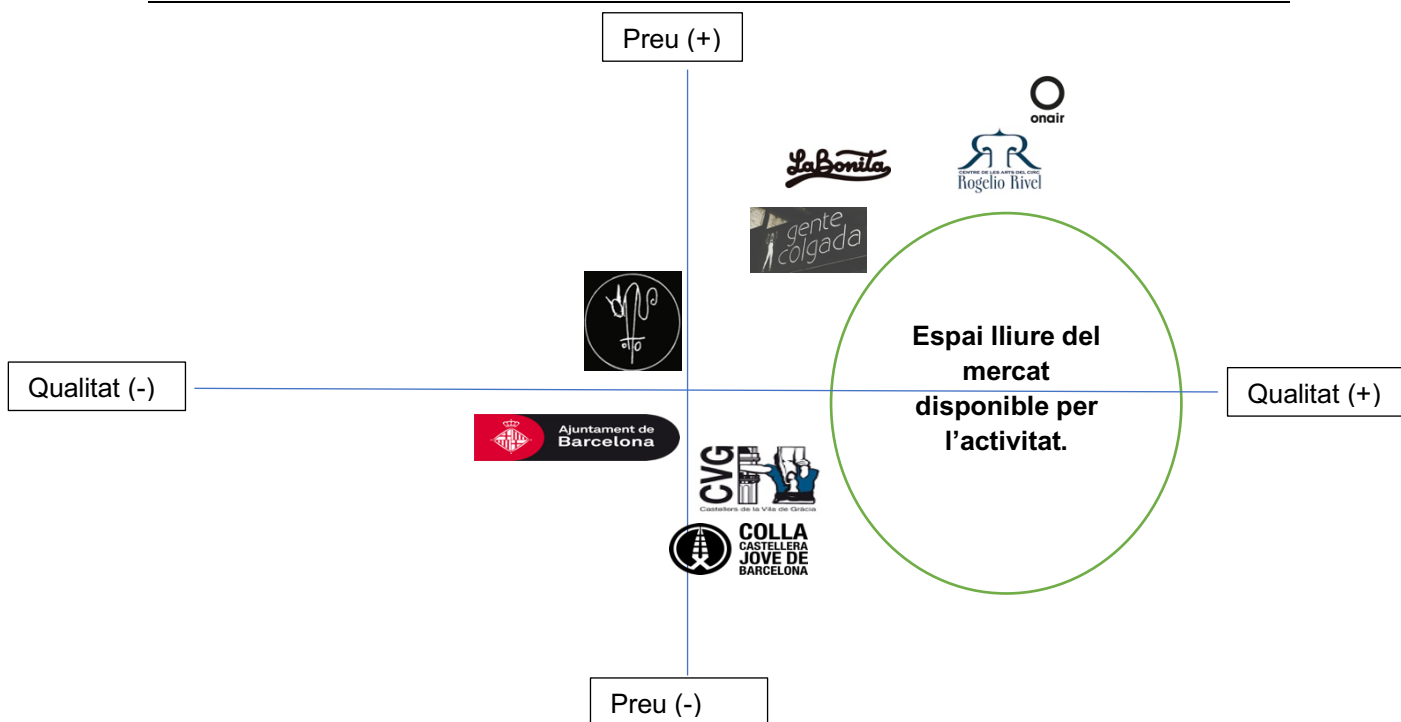 Preu (+)
onair
LaBonita
CENTRE DE LES ARTS DEL CIRC
Rogelio Rivel
gente
colgada
Espai lliure del
mercat
disponible per
l’activitat.
Qualitat (-)
Qualitat (+)
Ajuntament de
Barcelona
CVG
Castellers de la Vila de Gràcia
COLLA
CASTELLERA
JOVE DE
BARCELONA
Preu (-)